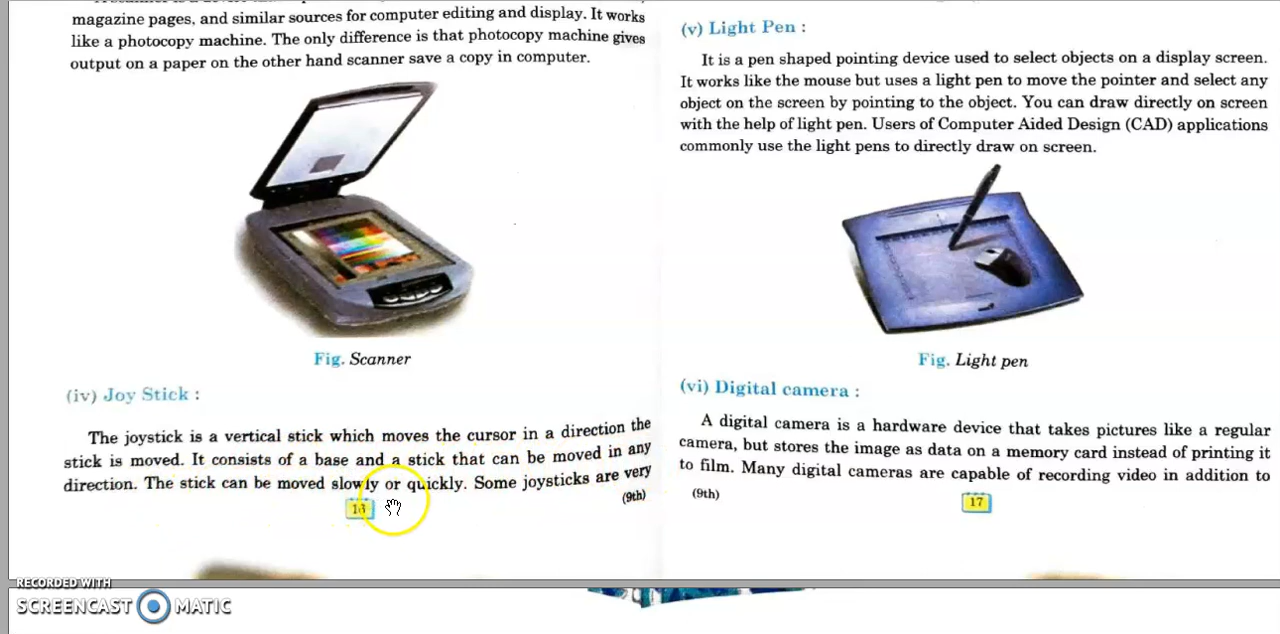 magazine pages, and similar sources for computer editing and display. It works
like a photocopy machine. The only difference is that photocopy machine gives
output on a paper on the other hand scanner save a copy in computer.
Fig. Scanner
(iv) Joy Stick :
The joystick is a vertical stick which moves the cursor in a direction the
stick is moved. It consists of a base and a stick that can be moved in any
direction. The stick can be moved slowly or quickly. Some joysticks are very
(9th)
16
(v) Light Pen :
It is a pen shaped pointing device used to select objects on a display screen.
It works like the mouse but uses a light pen to move the pointer and select any
object on the screen by pointing to the object. You can draw directly on screen
with the help of light pen. Users of Computer Aided Design (CAD) applications
commonly use the light pens to directly draw on screen.
Fig. Light pen
(vi) Digital camera :
A digital camera is a hardware device that takes pictures like a regular
camera, but stores the image as data on a memory card instead of printing it
to film. Many digital cameras are capable of recording video in addition to
(9th)
17
RECORDED WITH
SCREENCAST MATIC